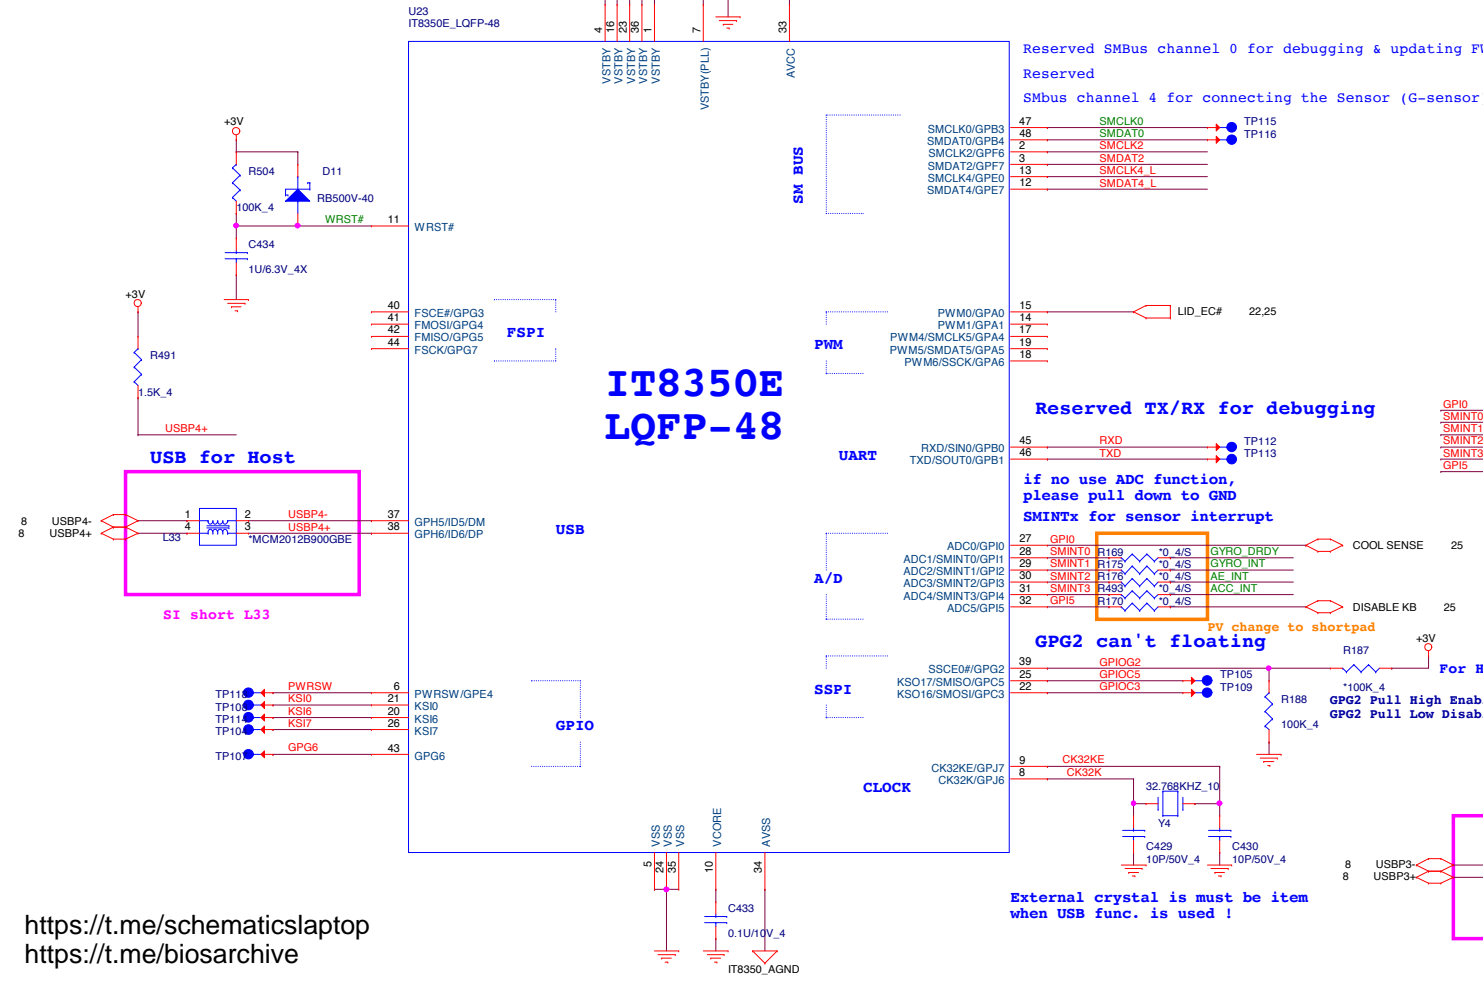 U23
IT8350E_LQFP-48
4
16
23
36
1
7
33
VSTBY
VSTBY
VSTBY
VSTBY
VSTBY
VSTBY(PLL)
AVCC
Reserved SMBus channel 0 for debugging & updating
Reserved
SMbus channel 4 for connecting the Sensor (G-sensor
+3V
R504
100K_4
D11
RB500V-40
WRST#
11
WRST#
C434
1U/6.3V_4X
SM BUS
SMCLK0/GPB3 47 SMCLK0 TP115
SMDAT0/GPB4 48 SMDAT0 TP116
SMCLK2/GPF6 2 SMCLK2
SMDAT2/GPF7 3 SMDAT2
SMCLK4/GPE0 13 SMCLK4_L
SMDAT4/GPE7 12 SMDAT4_L
+3V
R491
1.5K_4
USBP4+
40 FSCE#/GPG3
41 FMOSI/GPG4
42 FMISO/GPG5
44 FSCK/GPG7
FSPI
PWM
PWM0/GPA0 15 LID_EC# 22,25
PWM1/GPA1 14
PWM4/SMCLK5/GPA4 17
PWM5/SMDAT5/GPA5 19
PWM6/SSCK/GPA6 18
IT8350E
LQFP-48
Reserved TX/RX for debugging
UART
RXD/SIN0/GPB0 45 RXD TP112
TXD/SOUT0/GPB1 46 TXD TP113
GPI0
SMINT0
SMINT1
SMINT2
SMINT3
GPI5
USB for Host
8 USBP4- 1 2 USBP4- 37 GPH5/ID5/DM
8 USBP4+ 4 3 USBP4+ 38 GPH6/ID6/DP
L33 *MCM2012B900GBE
USB
SI short L33
if no use ADC function,
please pull down to GND
SMINTx for sensor interrupt
A/D
ADC0/GPI0 27 GPI0 COOL SENSE 25
ADC1/SMINT0/GPI1 28 SMINT0 R169 *0_4/S GYRO_DRDY
ADC2/SMINT1/GPI2 29 SMINT1 R175 *0_4/S GYRO_INT
ADC3/SMINT2/GPI3 30 SMINT2 R176 *0_4/S AE_INT
ADC4/SMINT3/GPI4 31 SMINT3 R493 *0_4/S ACC_INT
ADC5/GPI5 32 GPI5 R170 *0_4/S DISABLE KB 25
PV change to shortpad
GPG2 can't floating
SSPI
SSCE0#/GPG2 39 GPIOG2
KSO17/SMISO/GPC5 25 GPIOC5 TP105
KSO16/SMOSI/GPC3 22 GPIOC3 TP109
R187
*100K_4
+3V
For
R188
100K_4
GPG2 Pull High
GPG2 Pull Low
PWRSW 6 PWRSW/GPE4
KSI0 21 KSI0
KSI6 20 KSI6
KSI7 26 KSI7
TP107 GPG6 43 GPG6
GPIO
CLOCK
CK32KE/GPJ7 9 CK32KE
CK32K/GPJ6 8 CK32K
32.768KHZ_10
Y4
C429
10P/50V_4
C430
10P/50V_4
External crystal is must be item
when USB func. is used !
8 USBP3-
8 USBP3+
VSS
VSS
VSS
VCORE
AVSS
5
24
35
10
34
C433
0.1U/10V_4
IT8350_AGND
https://t.me/schematicslaptop
https://t.me/biosarchive